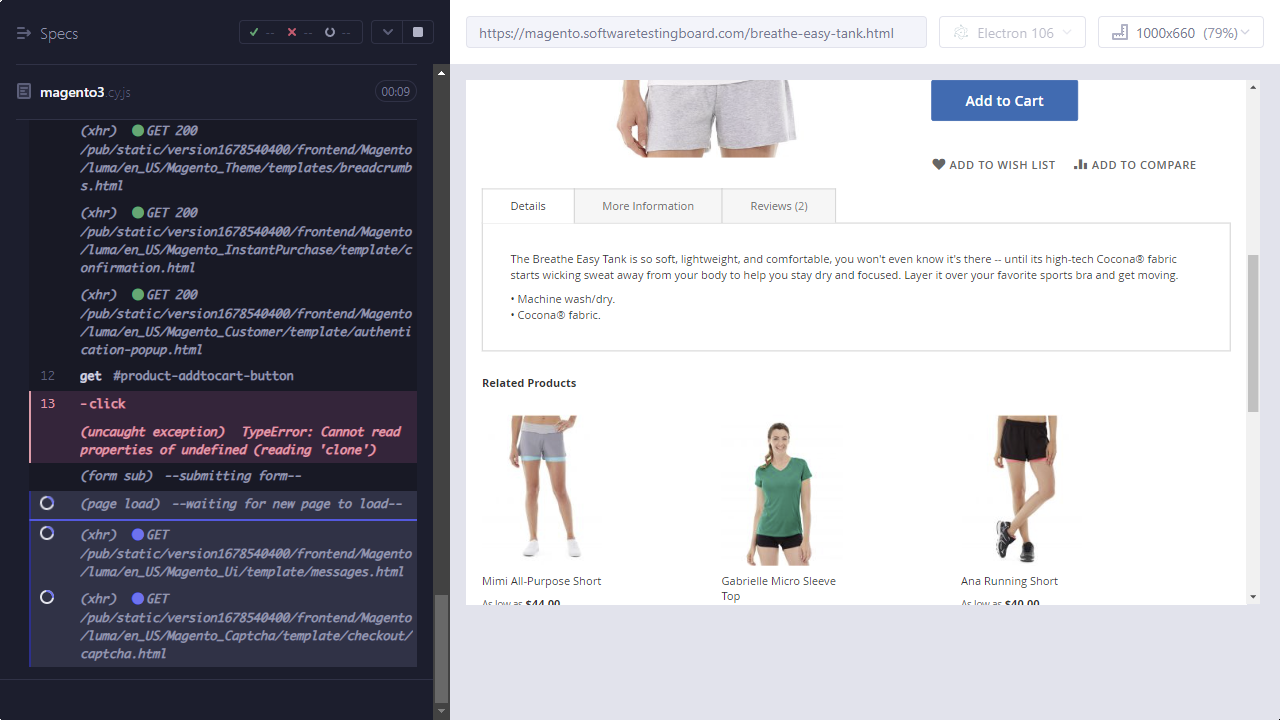 Specs
--
--
--
magento3.cy.js
00:09
(xhr) GET 200
/pub/static/version1678540400/frontend/Magento
/luma/en_US/Magento_Theme/templates/breadcrumb
s.html
(xhr) GET 200
/pub/static/version1678540400/frontend/Magento
/luma/en_US/Magento_InstantPurchase/template/c
onfirmation.html
(xhr) GET 200
/pub/static/version1678540400/frontend/Magento
/luma/en_US/Magento_Customer/template/authenti
cation-popup.html
12 get #product-addtocart-button
13 -click
(uncaught exception) TypeError: Cannot read
properties of undefined (reading 'clone')
(form sub) --submitting form--
(page load) --waiting for new page to load--
(xhr) GET
/pub/static/version1678540400/frontend/Magento
/luma/en_US/Magento_Ui/template/messages.html
(xhr) GET
/pub/static/version1678540400/frontend/Magento
/luma/en_US/Magento_Captcha/template/checkout/
captcha.html
https://magento.softwaretestingboard.com/breathe-easy-tank.html
Electron 106
1000x660 (79%)
Add to Cart
ADD TO WISH LIST
ADD TO COMPARE
Details
More Information
Reviews (2)
The Breathe Easy Tank is so soft, lightweight, and comfortable, you won't even know it's there -- until its high-tech Cocona® fabric
starts wicking sweat away from your body to help you stay dry and focused. Layer it over your favorite sports bra and get moving.
• Machine wash/dry.
• Cocona® fabric.
Related Products
Mimi All-Purpose Short
As low as $44.00
Gabrielle Micro Sleeve
Top
Ana Running Short
As low as $40.00